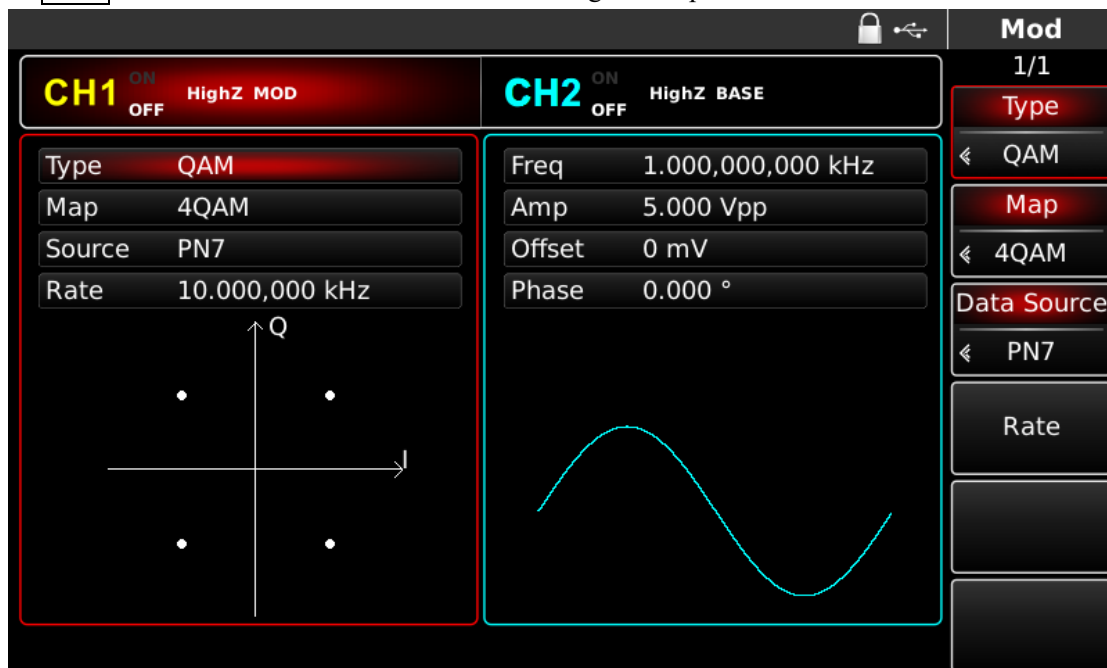 Mod
1/1
CH1 ON OFF HighZ MOD
CH2 ON OFF HighZ BASE
Type QAM
Map 4QAM
Source PN7
Rate 10.000,000 kHz
Q
I
Freq 1.000,000,000 kHz
Amp 5.000 Vpp
Offset 0 mV
Phase 0.000 °
Type
QAM
Map
4QAM
Data Source
PN7
Rate